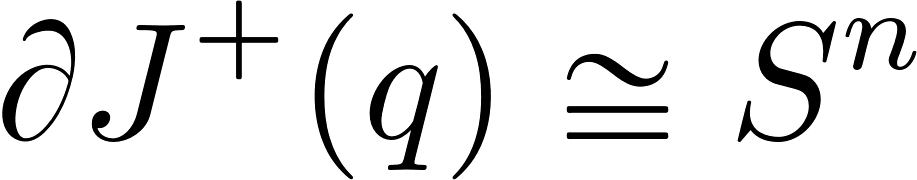 ∂J⁺(q) ≅ Sⁿ